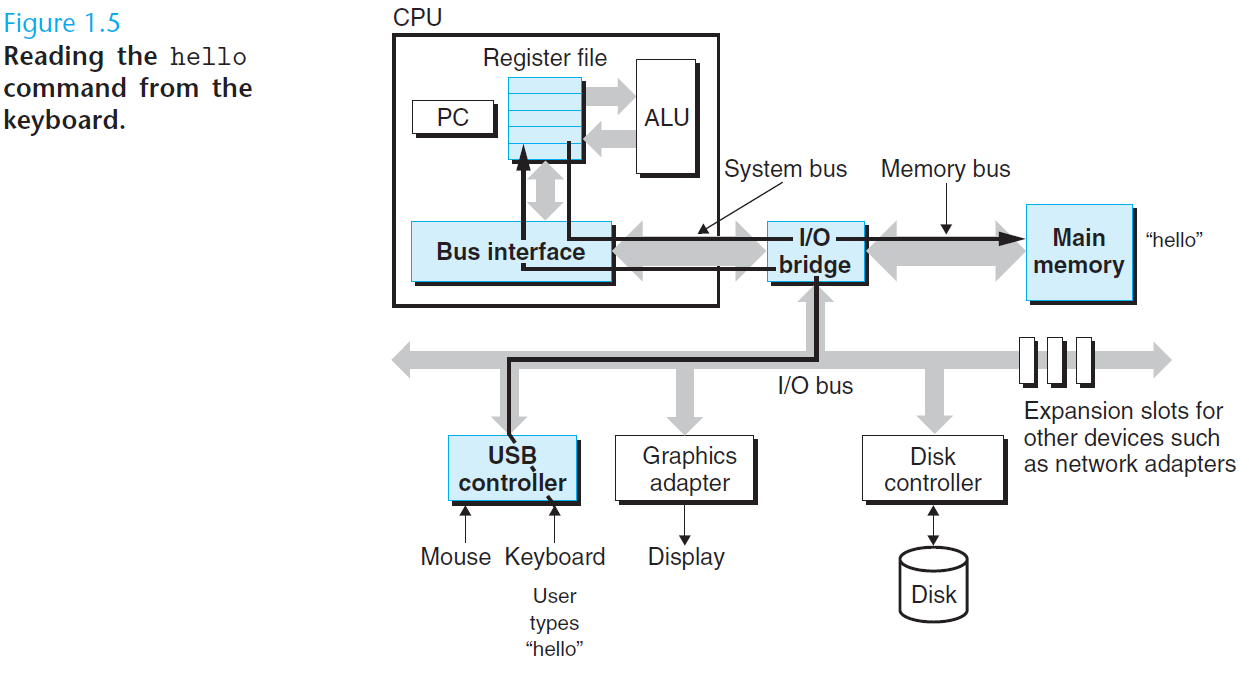 Figure 1.5
Reading the hello
command from the
keyboard.
CPU
Register file
PC
ALU
System bus
Memory bus
Bus interface
I/O
bridge
Main
memory
“hello”
I/O bus
Expansion slots for
other devices such
as network adapters
USB
controller
Graphics
adapter
Disk
controller
Mouse
Keyboard
Display
Disk
User
types
“hello”